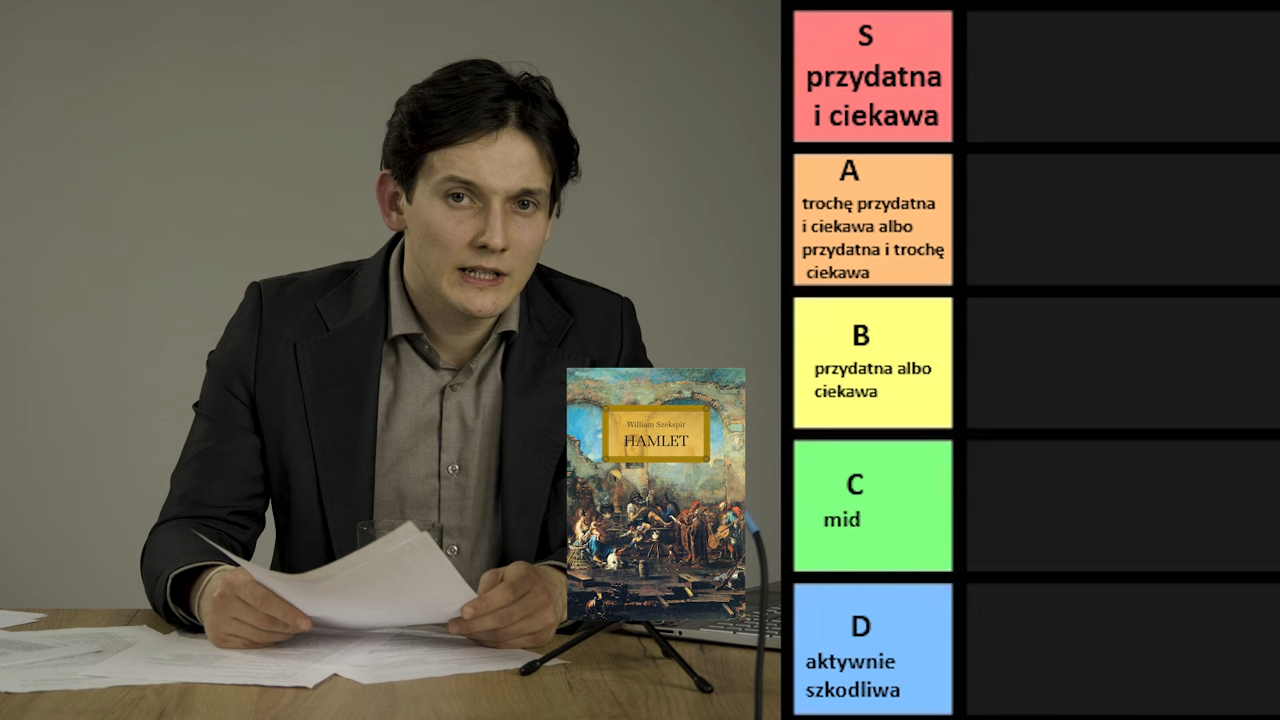 William Szekspir
HAMLET
S
przydatna
i ciekawa
A
trochę przydatna
i ciekawa albo
przydatna i trochę
ciekawa
B
przydatna albo
ciekawa
C
mid
D
aktywnie
szkodliwa